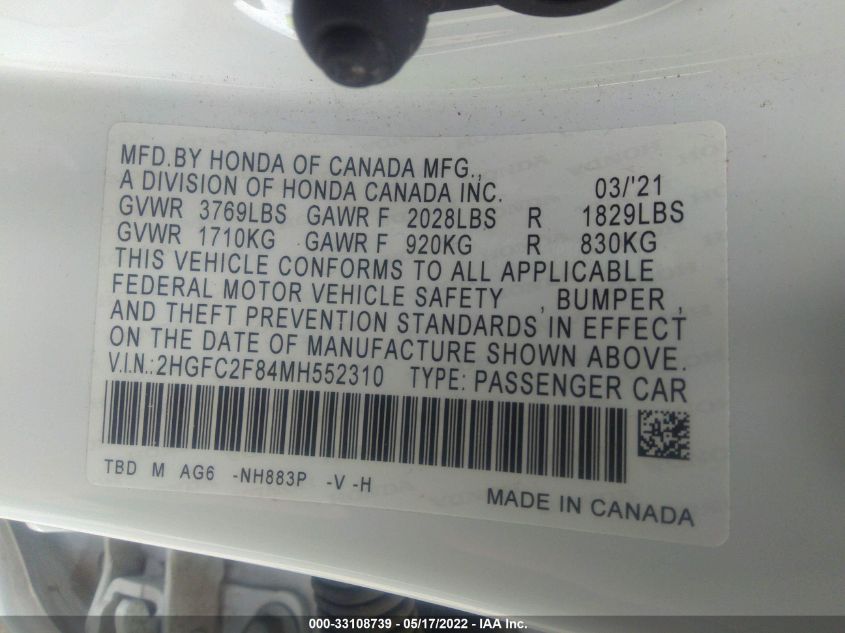 MFD.BY HONDA OF CANADA MFG.,
A DIVISION OF HONDA CANADA INC. 03/'21
GVWR 3769LBS GAWR F 2028LBS R 1829LBS
GVWR 1710KG GAWR F 920KG R 830KG
THIS VEHICLE CONFORMS TO ALL APPLICABLE
FEDERAL MOTOR VEHICLE SAFETY , BUMPER ,
AND THEFT PREVENTION STANDARDS IN EFFECT
ON THE DATE OF MANUFACTURE SHOWN ABOVE.
V.I.N.: 2HGFC2F84MH552310 TYPE: PASSENGER CAR
TBD M AG6 -NH883P -V -H
MADE IN CANADA
000-33108739 - 05/17/2022 - IAA Inc.